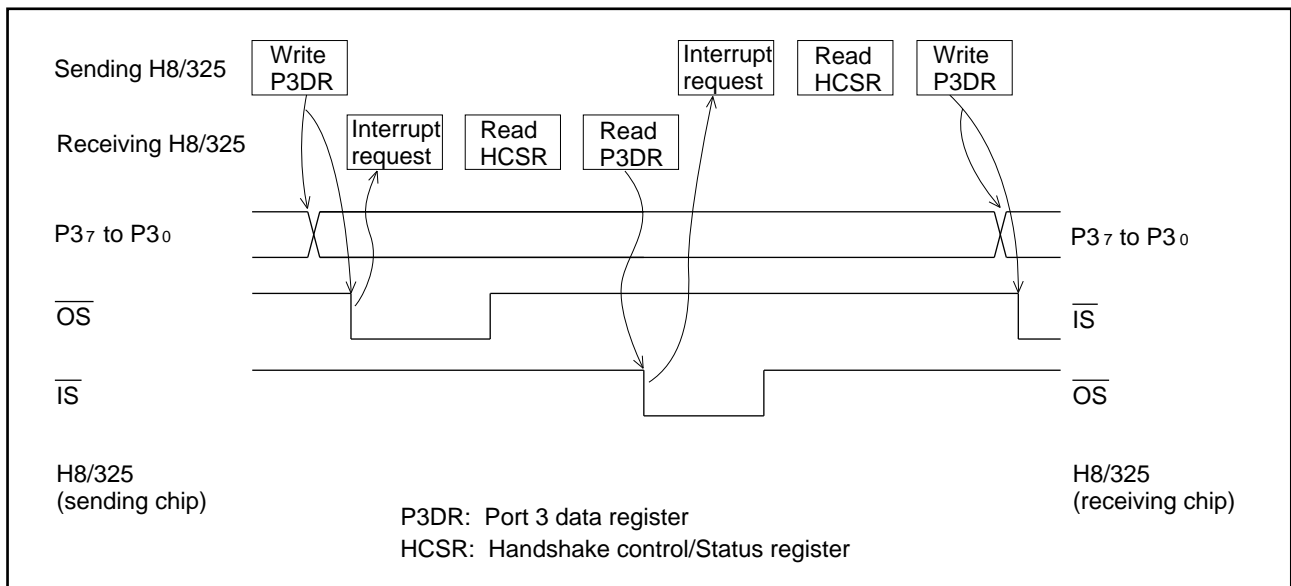 Sending H8/325
Write
P3DR
Interrupt
request
Read
HCSR
Write
P3DR
Receiving H8/325
Interrupt
request
Read
HCSR
Read
P3DR
P37 to P30
P37 to P30
OS
IS
IS
OS
H8/325
(sending chip)
H8/325
(receiving chip)
P3DR: Port 3 data register
HCSR: Handshake control/Status register